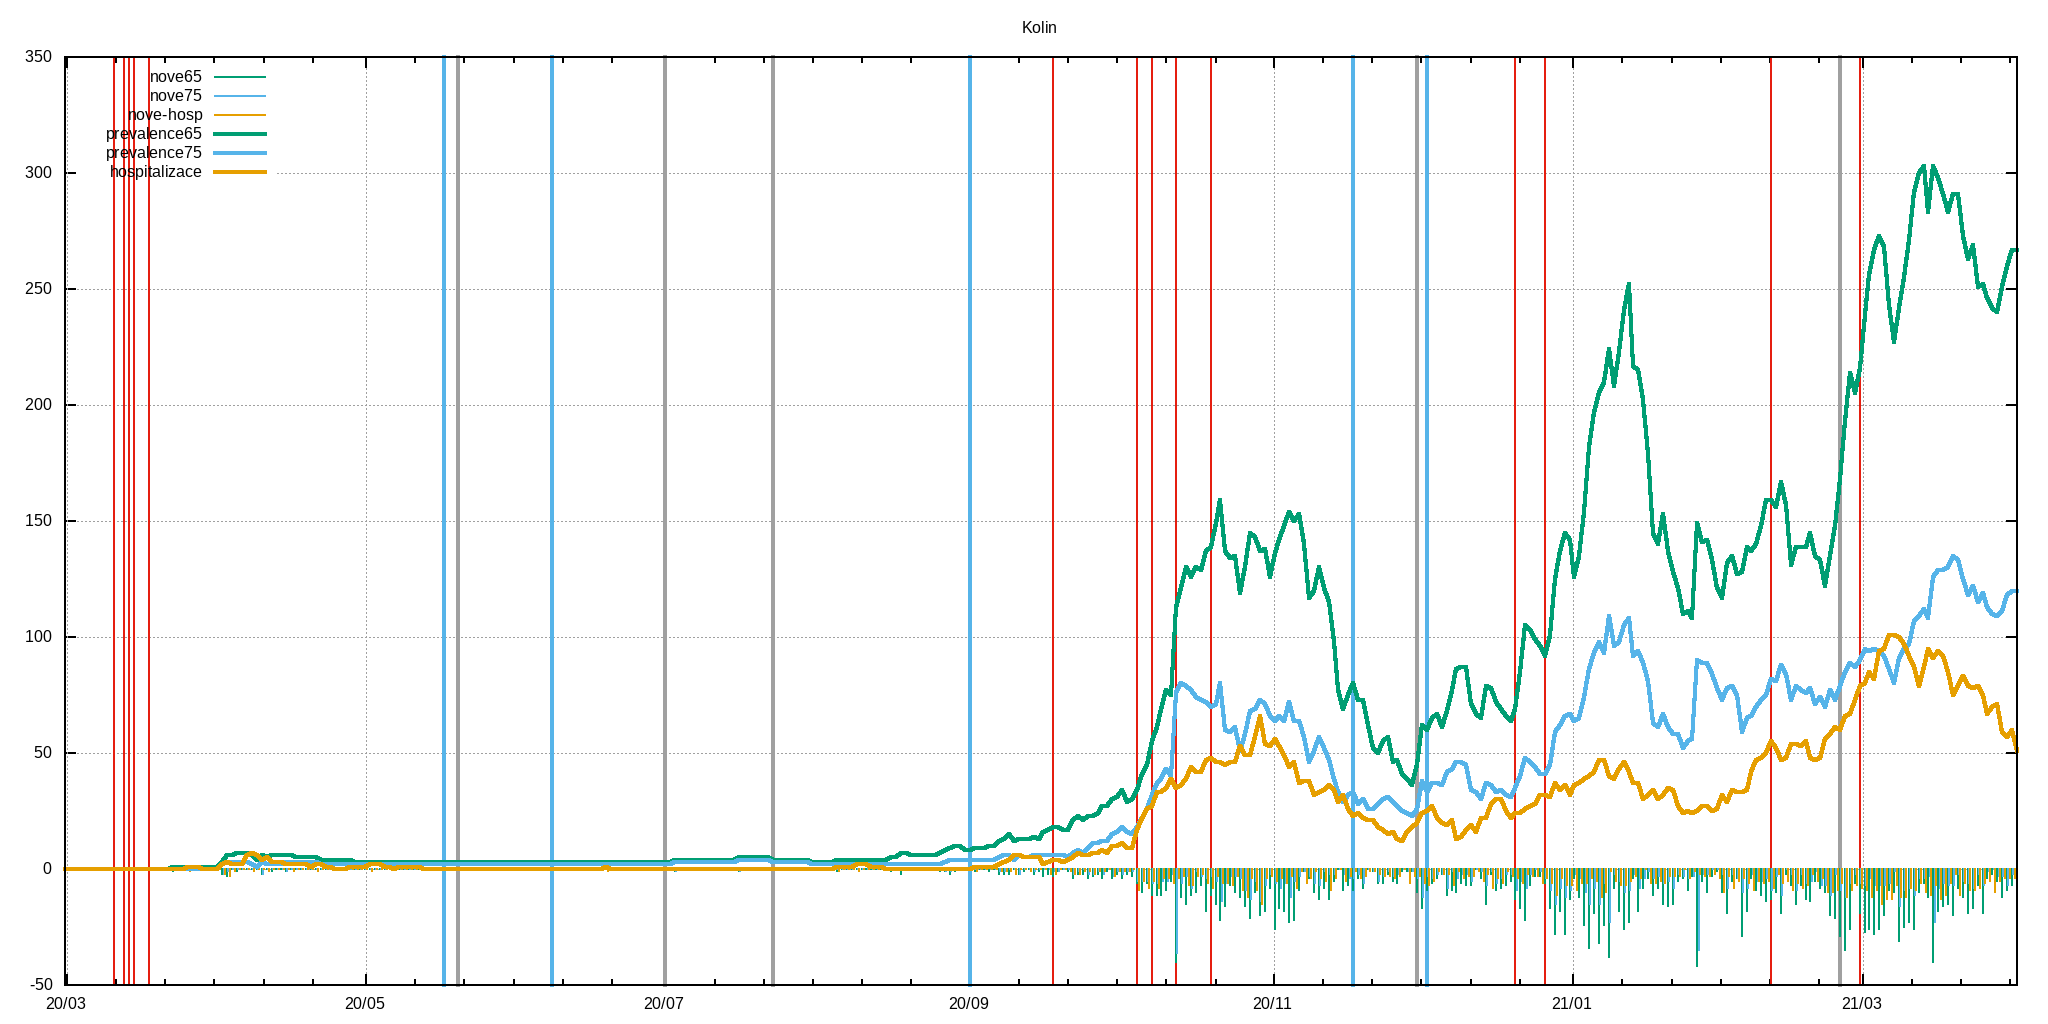 Kolin
350
300
250
200
150
100
50
0
-50
nove65
nove75
nove-hosp
prevalence65
prevalence75
hospitalizace
20/03 20/05 20/07 20/09 20/11 21/01 21/03